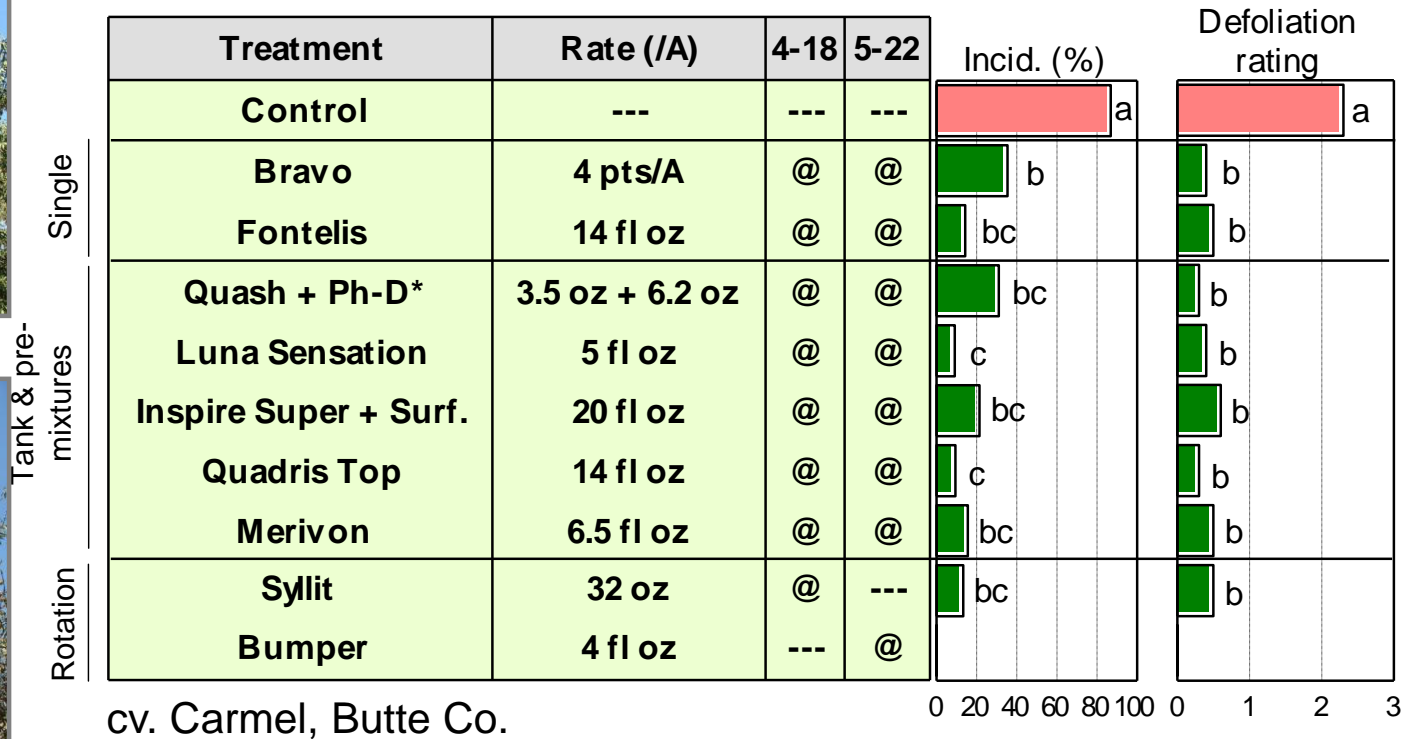 Treatment Rate (/A) 4-18 5-22 Incid. (%) Defoliation rating
Control --- --- --- a a
Single
Bravo 4 pts/A @ @ b b
Fontelis 14 fl oz @ @ bc b
Tank & pre-mixtures
Quash + Ph-D* 3.5 oz + 6.2 oz @ @ bc b
Luna Sensation 5 fl oz @ @ c b
Inspire Super + Surf. 20 fl oz @ @ bc b
Quadris Top 14 fl oz @ @ c b
Merivon 6.5 fl oz @ @ bc b
Rotation
Syllit 32 oz @ --- bc b
Bumper 4 fl oz --- @
0 20 40 60 80 100 0 1 2 3
cv. Carmel, Butte Co.